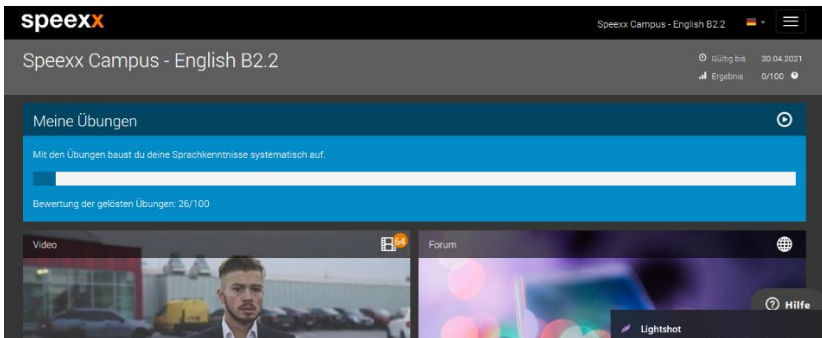 speexx
Speexx Campus - English B2.2
Speexx Campus - English B2.2
Gültig bis 30.04.2021
Ergebnis 0/100
Meine Übungen
Mit den Übungen baust du deine Sprachkenntnisse systematisch auf.
Bewertung der gelösten Übungen: 26/100
Video
64
Forum
Hilfe
Lightshot